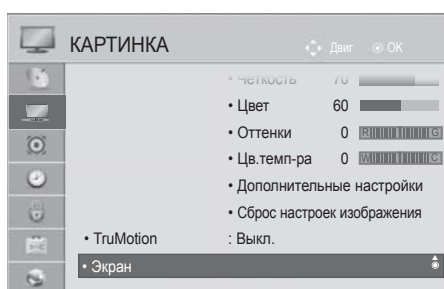 КАРТИНКА Двиг OK
• Четкость 70
• Цвет 60
• Оттенки 0 R G
• Цв.темп-ра 0 W C
• Дополнительные настройки
• Сброс настроек изображения
• TruMotion : Выкл.
• Экран